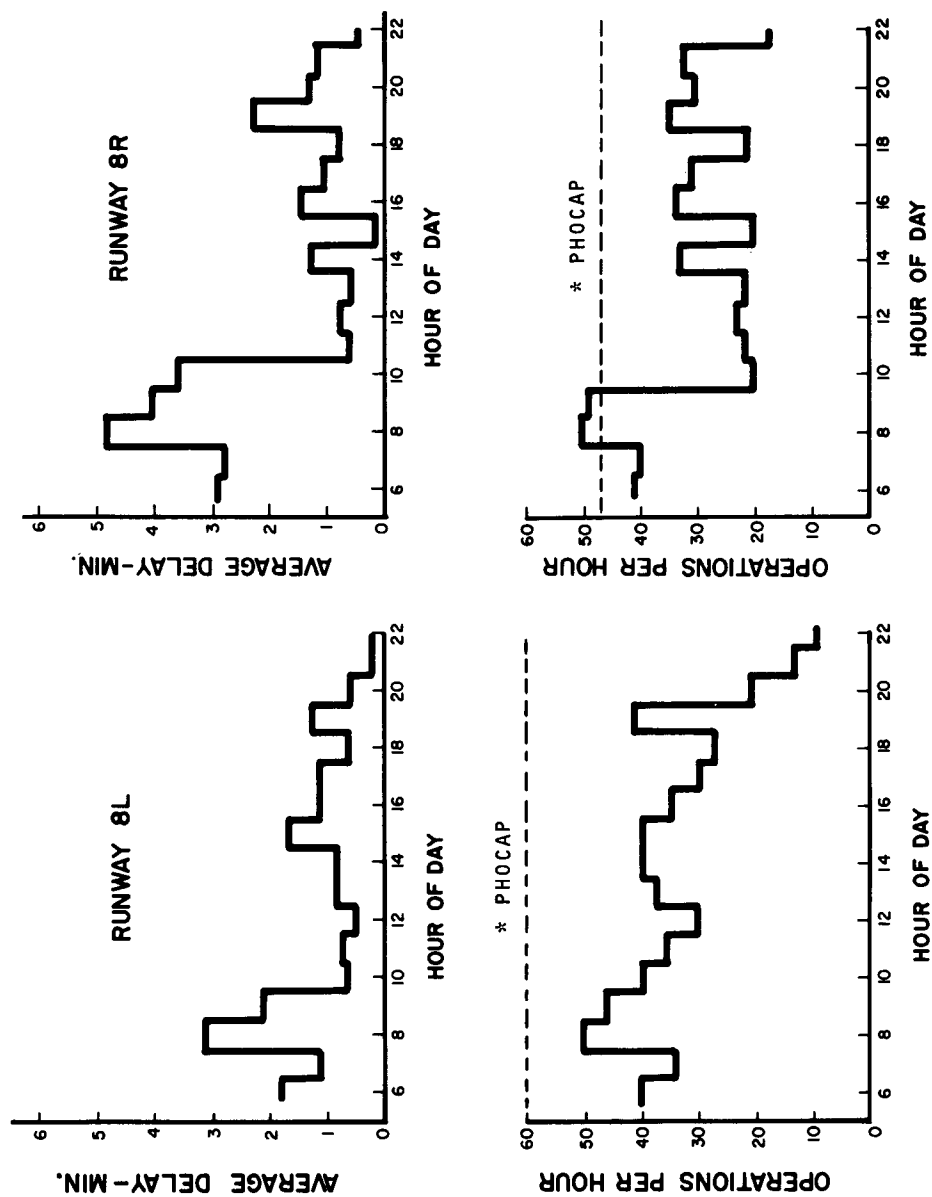 RUNWAY 8L
AVERAGE DELAY-MIN.
6
5
4
3
2
1
0
6 8 10 12 14 16 18 20 22
HOUR OF DAY
RUNWAY 8R
AVERAGE DELAY-MIN.
6
5
4
3
2
1
0
6 8 10 12 14 16 18 20 22
HOUR OF DAY
* PHOCAP
OPERATIONS PER HOUR
60
50
40
30
20
10
0
6 8 10 12 14 16 18 20 22
HOUR OF DAY
* PHOCAP
OPERATIONS PER HOUR
60
50
40
30
20
10
0
6 8 10 12 14 16 18 20 22
HOUR OF DAY